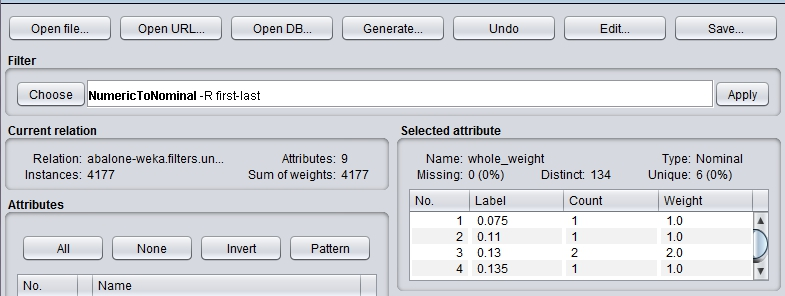 Open file... Open URL... Open DB... Generate... Undo Edit... Save...
Filter
Choose NumericToNominal -R first-last Apply
Current relation
Relation: abalone-weka.filters.un... Attributes: 9
Instances: 4177 Sum of weights: 4177
Selected attribute
Name: whole_weight Type: Nominal
Missing: 0 (0%) Distinct: 134 Unique: 6 (0%)
No. Label Count Weight
1 0.075 1 1.0
2 0.11 1 1.0
3 0.13 2 2.0
4 0.135 1 1.0
Attributes
All None Invert Pattern
No. Name